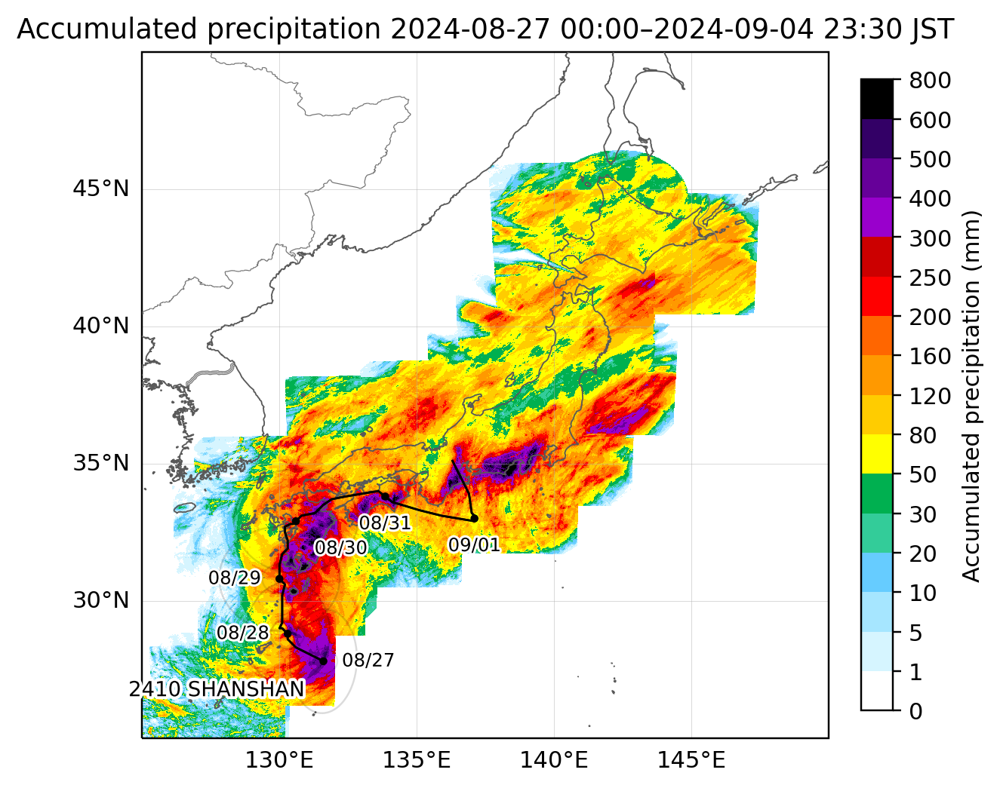 Accumulated precipitation 2024-08-27 00:00–2024-09-04 23:30 JST
45°N
40°N
35°N
30°N
130°E
135°E
140°E
145°E
08/31
09/01
08/30
08/29
08/28
08/27
2410 SHANSHAN
800
600
500
400
300
250
200
160
120
80
50
30
20
10
5
1
0
Accumulated precipitation (mm)